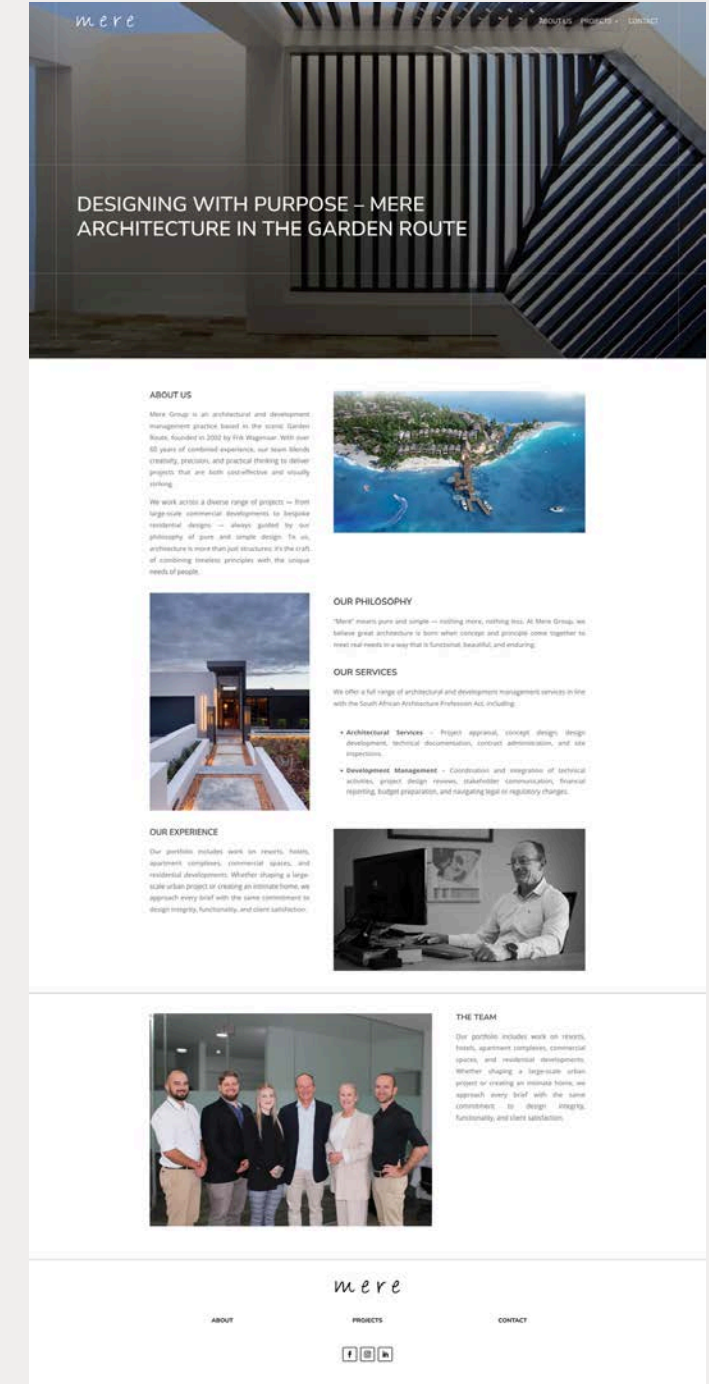 mere
ABOUT US PROJECTS CONTACT
DESIGNING WITH PURPOSE – MERE
ARCHITECTURE IN THE GARDEN ROUTE
ABOUT US
Mere Group is an architectural and development
management practice based in the scenic Garden
Route, founded in 2002 by Erik Wagenaar. With over
60 years of combined experience, our team blends
creativity, precision, and practical thinking to deliver
projects that are both cost-effective and visually
striking.
We work across a diverse range of projects — from
large-scale commercial developments to bespoke
residential designs — always guided by our
philosophy of pure and simple design. To us,
architecture is more than just structures; it's the craft
of combining timeless principles with the unique
needs of people.
OUR PHILOSOPHY
"Mere" means pure and simple — nothing more, nothing less. At Mere Group, we
believe great architecture is born when concept and principle come together to
meet real needs in a way that is functional, beautiful, and enduring.
OUR SERVICES
We offer a full range of architectural and development management services in line
with the South African Architecture Profession Act, including:
• Architectural Services – Project appraisal, concept design, design
development, technical documentation, contract administration, and site
inspections.
• Development Management – Coordination and integration of technical
activities, project design reviews, stakeholder communication, financial
reporting, budget preparation, and navigating legal or regulatory changes.
OUR EXPERIENCE
Our portfolio includes work on resorts, hotels,
apartment complexes, commercial spaces, and
residential developments. Whether shaping a large-
scale urban project or creating an intimate home, we
approach every brief with the same commitment to
design integrity, functionality, and client satisfaction.
THE TEAM
Our portfolio includes work on resorts,
hotels, apartment complexes, commercial
spaces, and residential developments.
Whether shaping a large-scale urban
project or creating an intimate home, we
approach every brief with the same
commitment to design integrity,
functionality, and client satisfaction.
mere
ABOUT PROJECTS CONTACT
f in